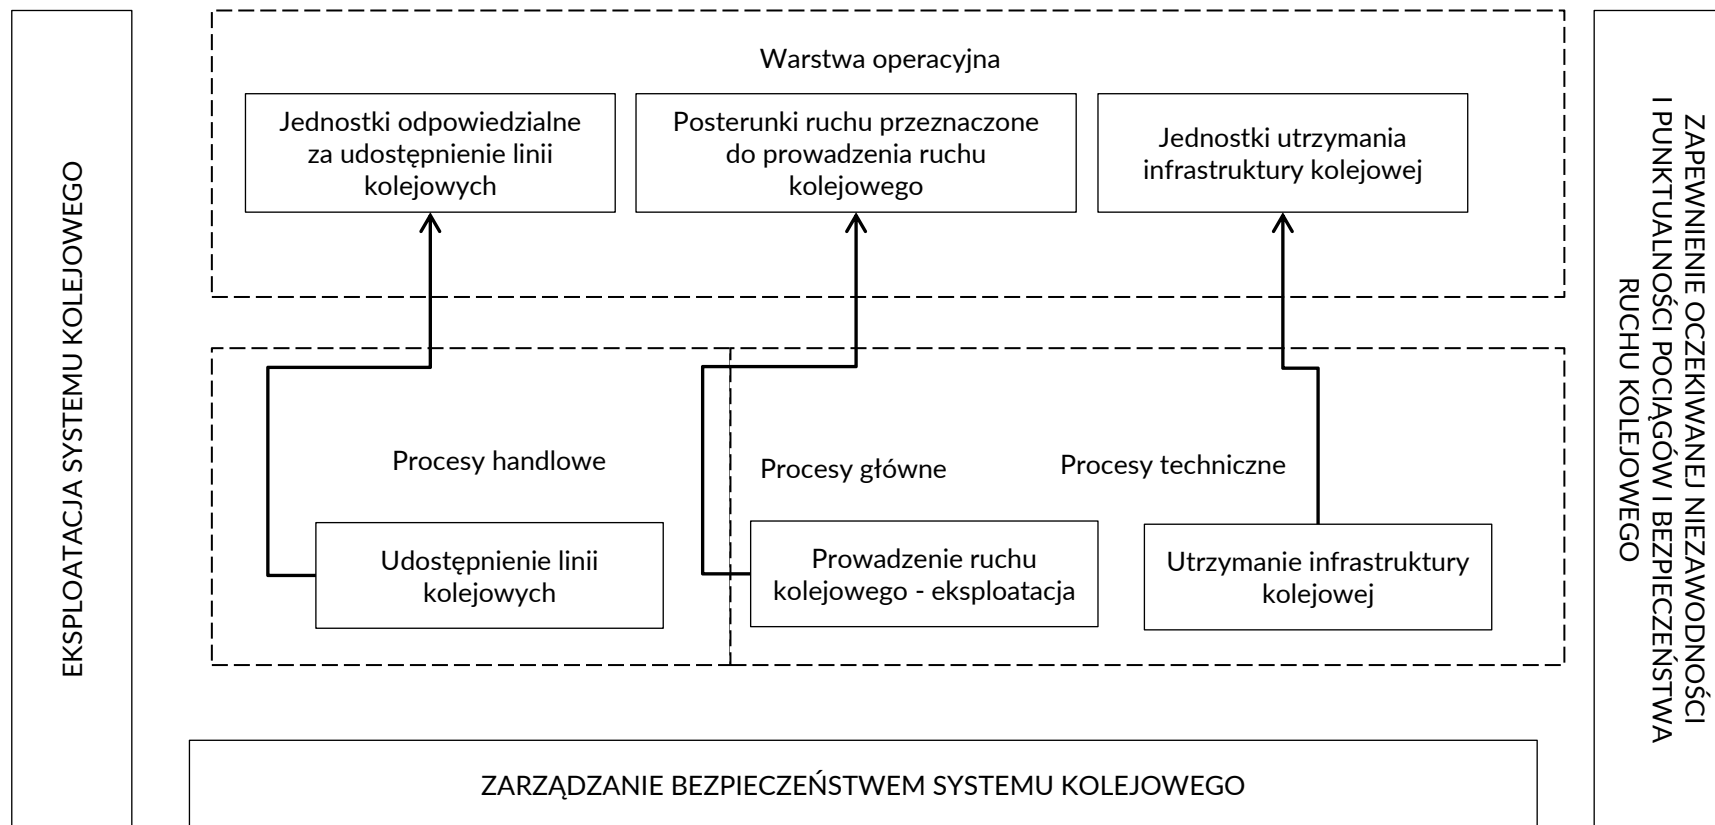 EKSPLOATACJA SYSTEMU KOLEJOWEGO
Warstwa operacyjna
Jednostki odpowiedzialne
za udostępnienie linii
kolejowych
Posterunki ruchu przeznaczone
do prowadzenia ruchu
kolejowego
Jednostki utrzymania
infrastruktury kolejowej
Procesy handlowe
Procesy główne
Procesy techniczne
Udostępnienie linii
kolejowych
Prowadzenie ruchu
kolejowego - eksploatacja
Utrzymanie infrastruktury
kolejowej
ZARZĄDZANIE BEZPIECZEŃSTWEM SYSTEMU KOLEJOWEGO
ZAPEWNIENIE OCZEKIWANEJ NIEZAWODNOŚCI
I PUNKTUALNOŚCI POCIĄGÓW I BEZPIECZEŃSTWA
RUCHU KOLEJOWEGO